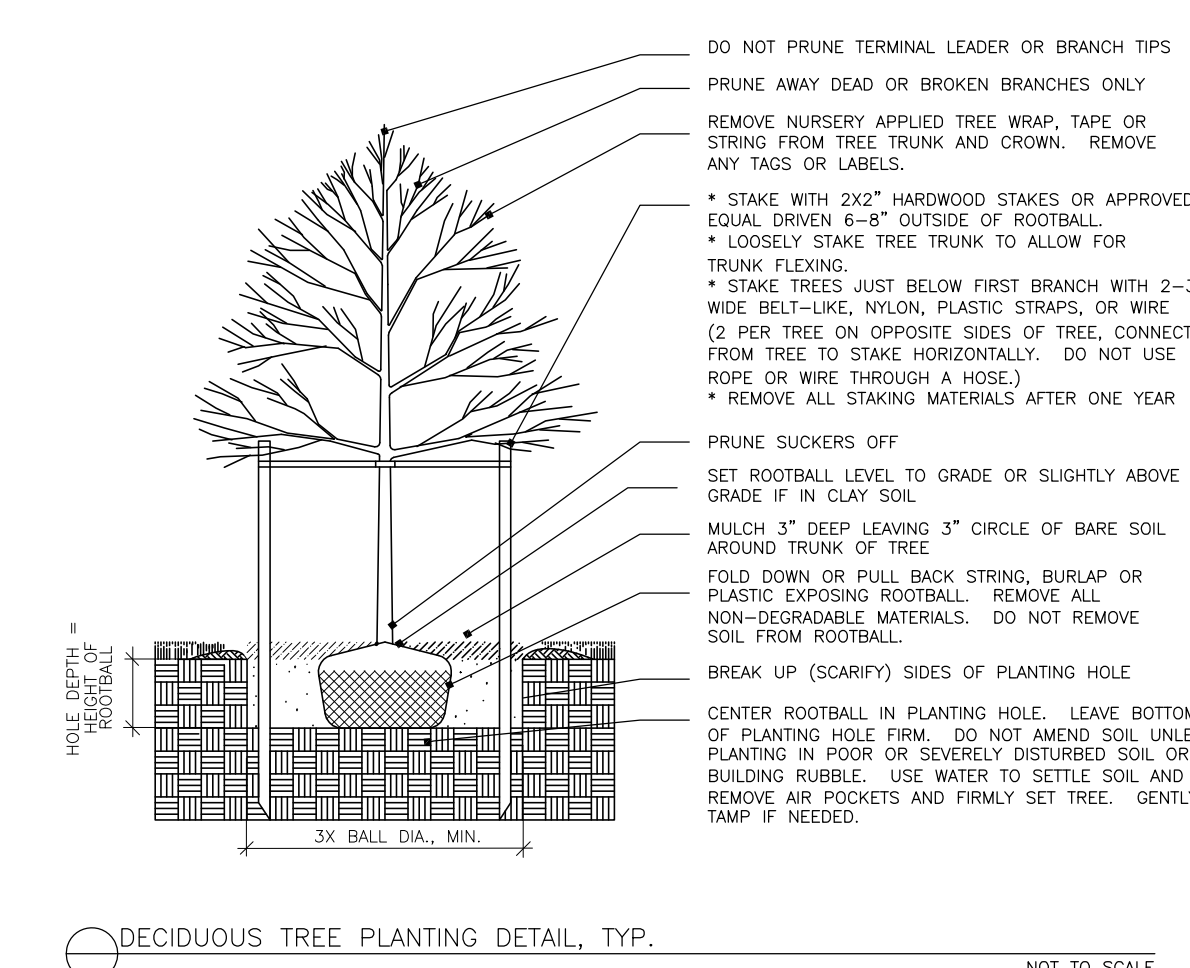 DO NOT PRUNE TERMINAL LEADER OR BRANCH TIPS
PRUNE AWAY DEAD OR BROKEN BRANCHES ONLY
REMOVE NURSERY APPLIED TREE WRAP, TAPE OR
STRING FROM TREE TRUNK AND CROWN. REMOVE
ANY TAGS OR LABELS.
* STAKE WITH 2X2" HARDWOOD STAKES OR APPROVED
EQUAL DRIVEN 6-8" OUTSIDE OF ROOTBALL.
* LOOSELY STAKE TREE TRUNK TO ALLOW FOR
TRUNK FLEXING.
* STAKE TREES JUST BELOW FIRST BRANCH WITH
WIDE BELT-LIKE, NYLON, PLASTIC STRAPS, OR WIRE
(2 PER TREE ON OPPOSITE SIDES OF TREE, CONNECT
FROM TREE TO STAKE HORIZONTALLY. DO NOT USE
ROPE OR WIRE THROUGH A HOSE.)
* REMOVE ALL STAKING MATERIALS AFTER ONE YEAR
PRUNE SUCKERS OFF
SET ROOTBALL LEVEL TO GRADE OR SLIGHTLY ABOVE
GRADE IF IN CLAY SOIL
MULCH 3" DEEP LEAVING 3" CIRCLE OF BARE SOIL
AROUND TRUNK OF TREE
FOLD DOWN OR PULL BACK STRING, BURLAP OR
PLASTIC EXPOSING ROOTBALL. REMOVE ALL
NON-DEGRADABLE MATERIALS. DO NOT REMOVE
SOIL FROM ROOTBALL.
BREAK UP (SCARIFY) SIDES OF PLANTING HOLE
CENTER ROOTBALL IN PLANTING HOLE. LEAVE BOTTOM
OF PLANTING HOLE FIRM. DO NOT AMEND SOIL UNLE
PLANTING IN POOR OR SEVERELY DISTURBED SOIL OR
BUILDING RUBBLE. USE WATER TO SETTLE SOIL AND
REMOVE AIR POCKETS AND FIRMLY SET TREE. GENTLY
TAMP IF NEEDED.
HOLE DEPTH =
HEIGHT OF
ROOTBALL
3X BALL DIA., MIN.
DECIDUOUS TREE PLANTING DETAIL, TYP.
NOT TO SCALE